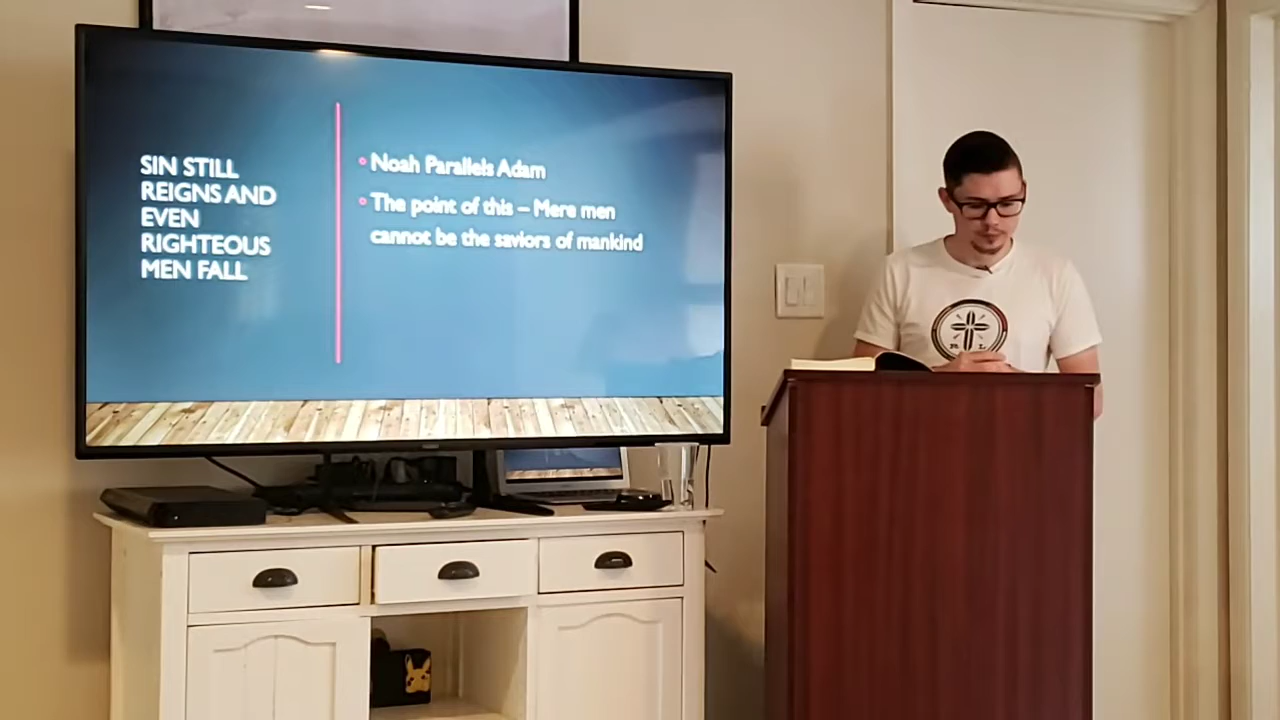 SIN STILL
REIGNS AND
EVEN
RIGHTEOUS
MEN FALL
• Noah Parallels Adam
• The point of this – Mere men
cannot be the saviors of mankind